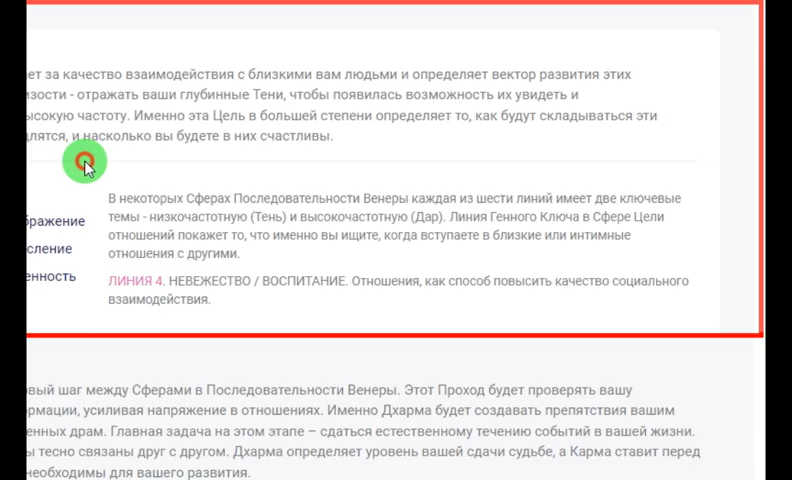 ет за качество взаимодействия с близкими вам людьми и определяет вектор развития этих
изости - отражать ваши глубинные Тени, чтобы появилась возможность их увидеть и
ысокую частоту. Именно эта Цель в большей степени определяет то, как будут складываться эти
длятся, и насколько вы будете в них счастливы.
бражение
сление
енность
В некоторых Сферах Последовательности Венеры каждая из шести линий имеет две ключевые
темы - низкочастотную (Тень) и высокочастотную (Дар). Линия Генного Ключа в Сфере Цели
отношений покажет то, что именно вы ищите, когда вступаете в близкие или интимные
отношения с другими.
ЛИНИЯ 4. НЕВЕЖЕСТВО / ВОСПИТАНИЕ. Отношения, как способ повысить качество социального
взаимодействия.
вый шаг между Сферами в Последовательности Венеры. Этот Проход будет проверять вашу
ормации, усиливая напряжение в отношениях. Именно Дхарма будет создавать препятствия вашим
енных драм. Главная задача на этом этапе – сдаться естественному течению событий в вашей жизни.
ы тесно связаны друг с другом. Дхарма определяет уровень вашей сдачи судьбе, а Карма ставит перед
необходимы для вашего развития.